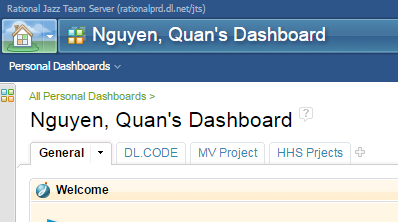 Rational Jazz Team Server (rationalprd.dl.net/jts)
Nguyen, Quan's Dashboard
Personal Dashboards
All Personal Dashboards >
Nguyen, Quan's Dashboard ?
General DL.CODE MV Project HHS Prjects
Welcome